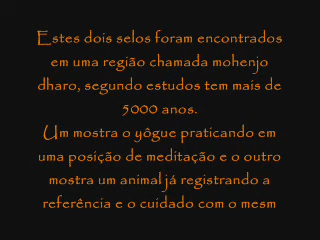 Estes dois selos foram encontrados
em uma região chamada mohenjo
dharo, segundo estudos tem mais de
5000 anos.
Um mostra o yôgue praticando em
uma posição de meditação e o outro
mostra um animal já registrando a
referência e o cuidado com o mesm